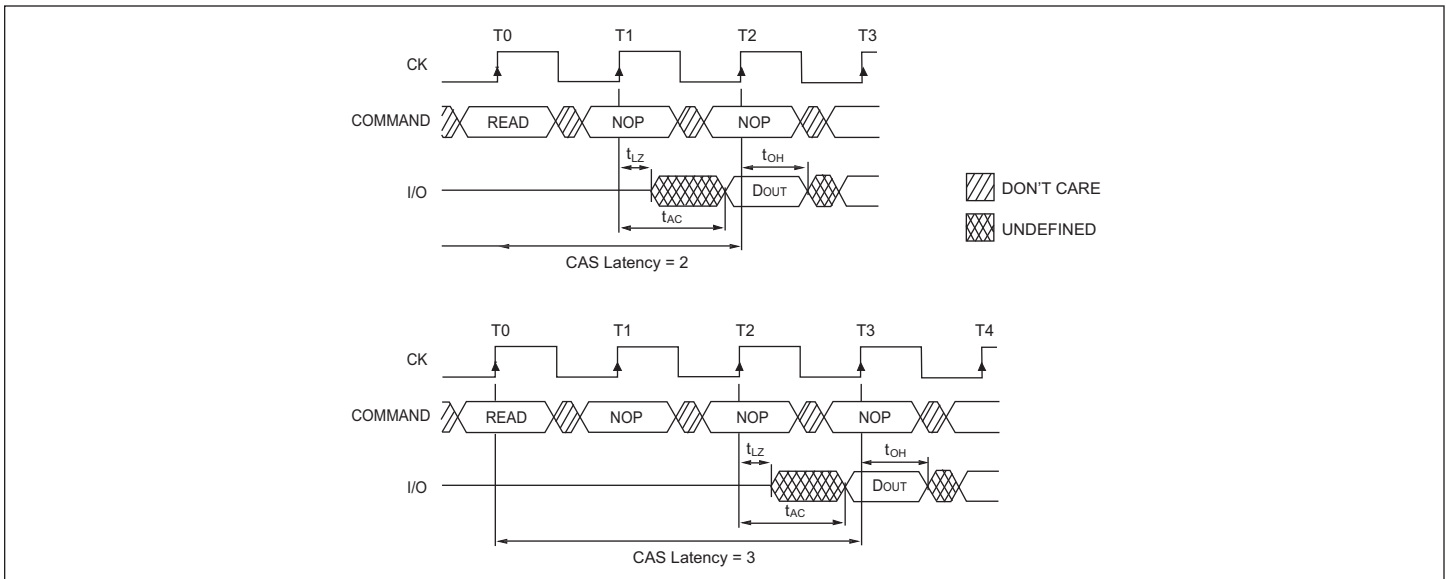 T0 T1 T2 T3
CK
COMMAND READ NOP NOP
tLZ tOH
I/O DOUT
tAC
CAS Latency = 2
DON'T CARE
UNDEFINED
T0 T1 T2 T3 T4
CK
COMMAND READ NOP NOP NOP
tLZ tOH
I/O DOUT
tAC
CAS Latency = 3